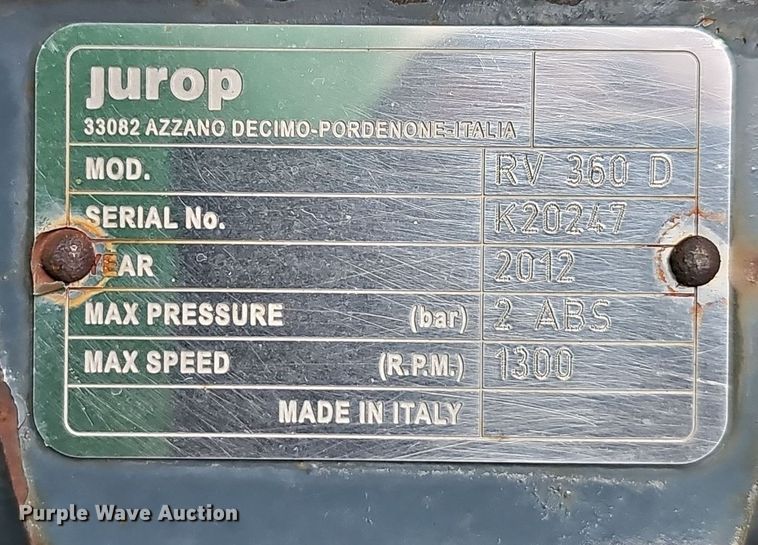 jurop
33082 AZZANO DECIMO-PORDENONE-ITALIA
MOD. RV 360 D
SERIAL No. K20247
YEAR 2012
MAX PRESSURE (bar) 2 ABS
MAX SPEED (R.P.M.) 1300
MADE IN ITALY
Purple Wave Auction